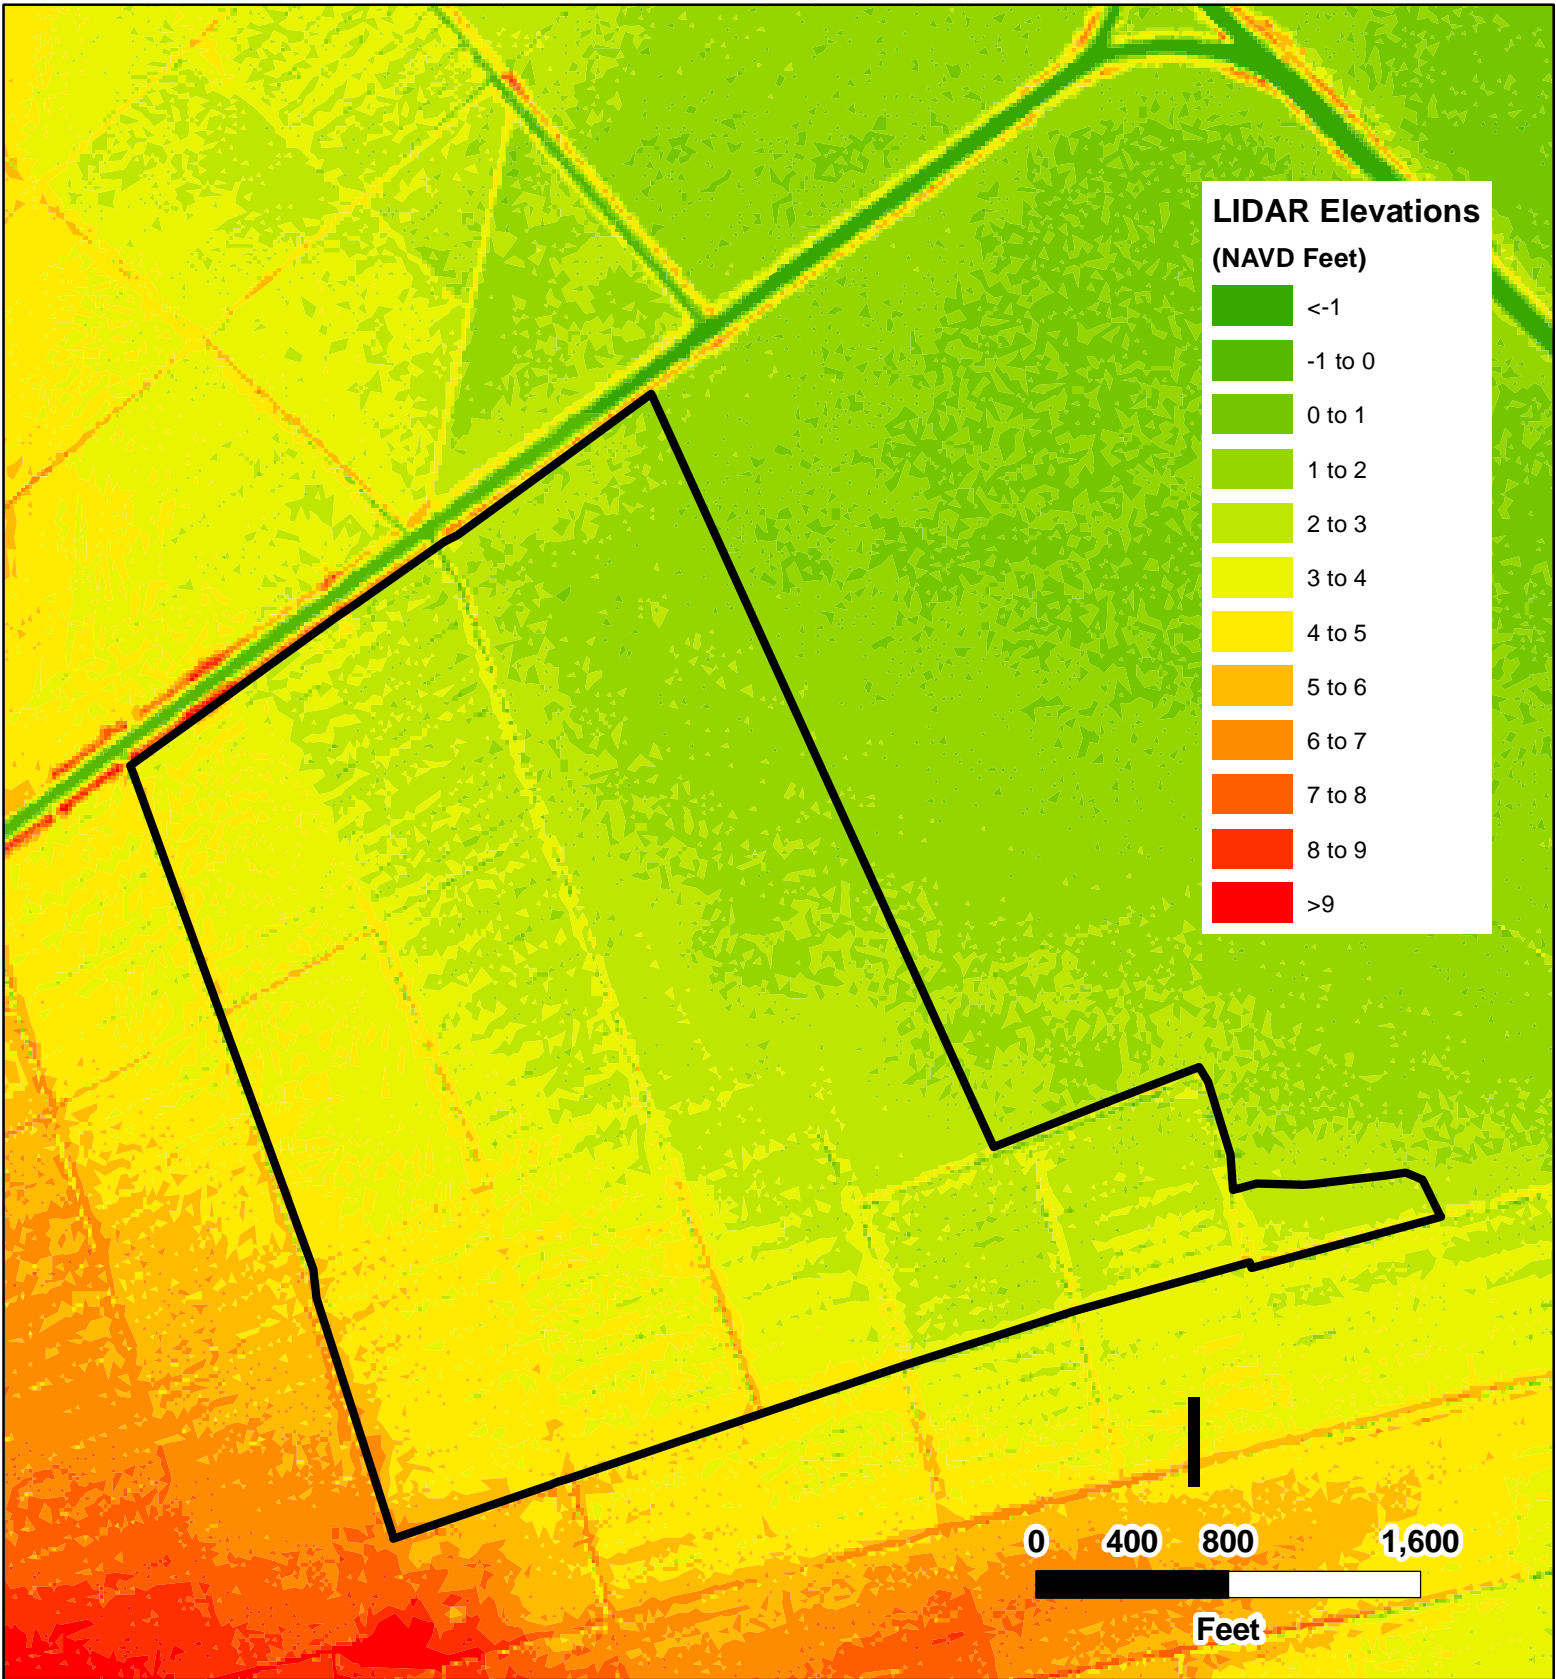 LIDAR Elevations
(NAVD Feet)
<-1
-1 to 0
0 to 1
1 to 2
2 to 3
3 to 4
4 to 5
5 to 6
6 to 7
7 to 8
8 to 9
>9
0 400 800 1,600
Feet